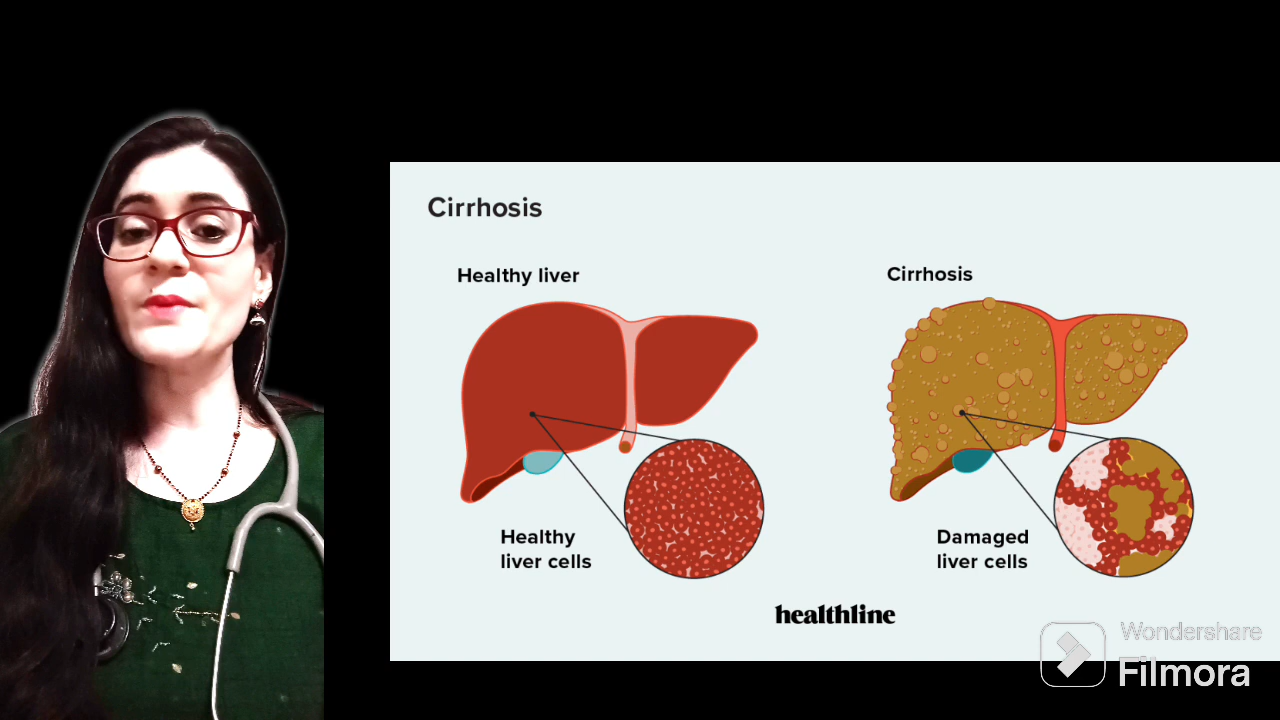 Cirrhosis
Healthy liver
Cirrhosis
Healthy
liver cells
Damaged
liver cells
healthline
Wondershare
Filmora